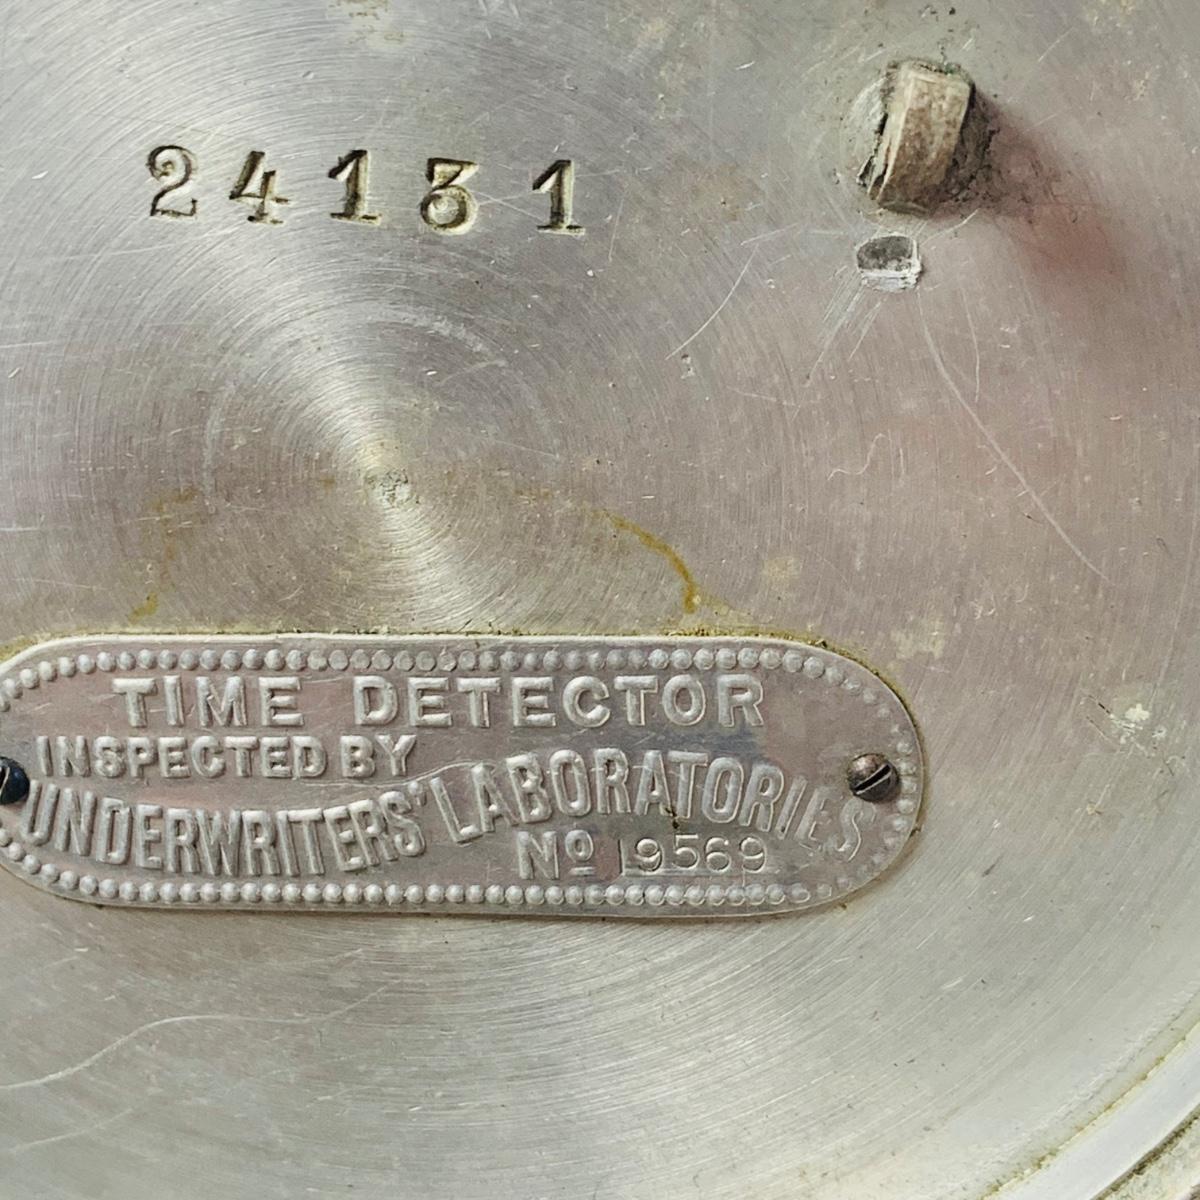 24131
TIME DETECTOR
INSPECTED BY
UNDERWRITERS' LABORATORIES
Nº 19569